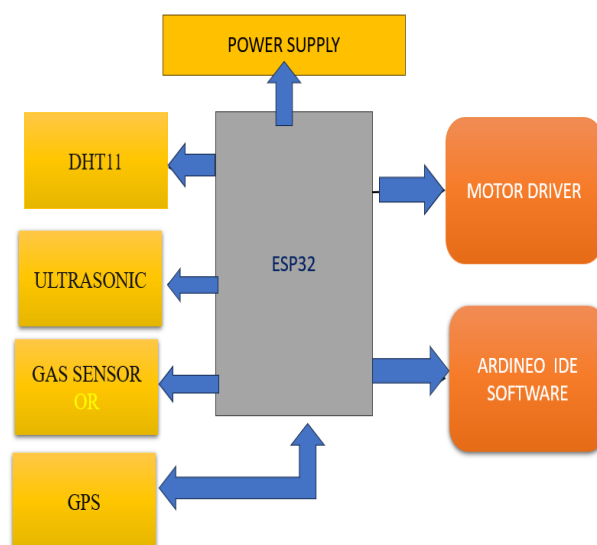 POWER SUPPLY
DHT11
MOTOR DRIVER
ULTRASONIC
ESP32
GAS SENSOR
OR
ARDINEO IDE
SOFTWARE
GPS